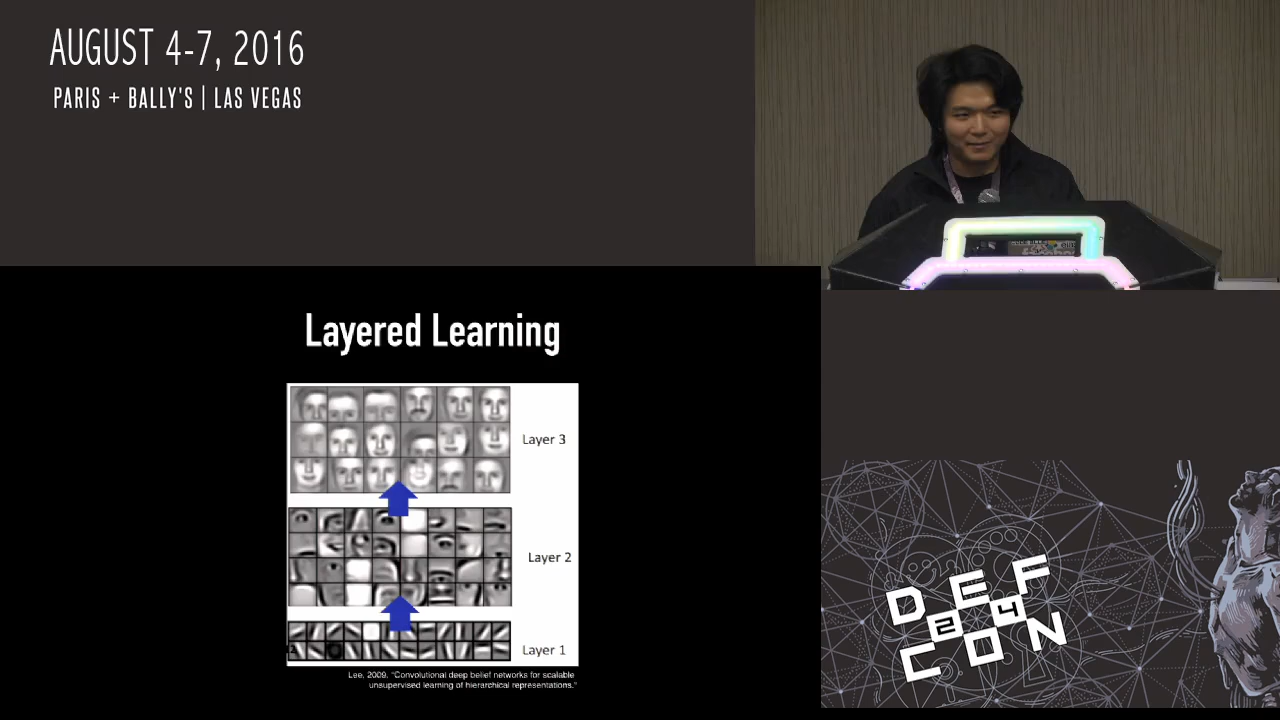 AUGUST 4-7, 2016
PARIS + BALLY'S | LAS VEGAS
Layered Learning
Layer 3
Layer 2
Layer 1
Lee, 2009. "Convolutional deep belief networks for scalable
unsupervised learning of hierarchical representations."
DEF
24
CON